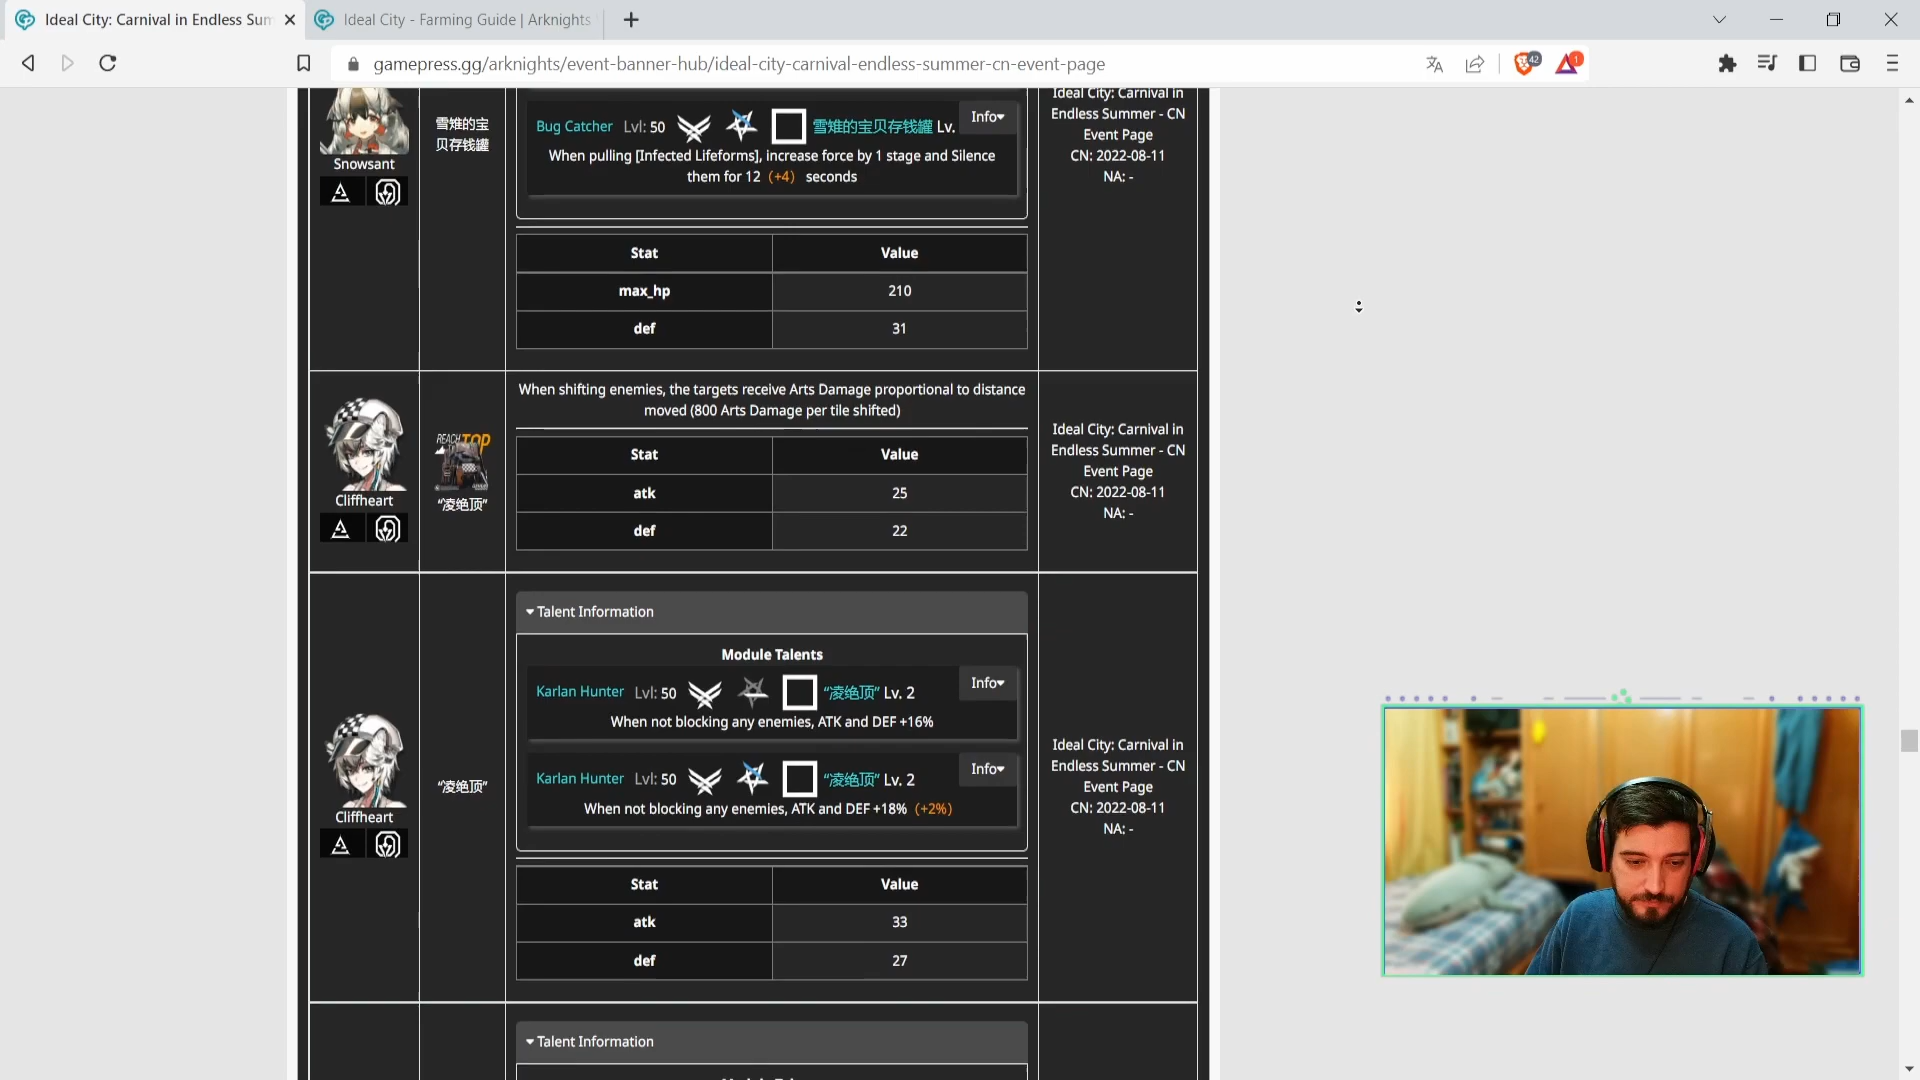 Ideal City: Carnival in Endless Sum
Ideal City - Farming Guide | Arknights
gamepress.gg/arknights/event-banner-hub/ideal-city-carnival-endless-summer-cn-event-page
42
1
Snowsant
雪雉的宝
贝存钱罐
Bug Catcher Lvl: 50 雪雉的宝贝存钱罐 Lv.
Info▾
When pulling [Infected Lifeforms], increase force by 1 stage and Silence
them for 12 (+4) seconds
Stat Value
max_hp 210
def 31
Ideal City: Carnival in
Endless Summer - CN
Event Page
CN: 2022-08-11
NA: -
Cliffheart
REACH TOP
“凌绝顶”
When shifting enemies, the targets receive Arts Damage proportional to distance
moved (800 Arts Damage per tile shifted)
Stat Value
atk 25
def 22
Ideal City: Carnival in
Endless Summer - CN
Event Page
CN: 2022-08-11
NA: -
Cliffheart
“凌绝顶”
▾ Talent Information
Module Talents
Karlan Hunter Lvl: 50 “凌绝顶” Lv. 2
Info▾
When not blocking any enemies, ATK and DEF +16%
Karlan Hunter Lvl: 50 “凌绝顶” Lv. 2
Info▾
When not blocking any enemies, ATK and DEF +18% (+2%)
Stat Value
atk 33
def 27
Ideal City: Carnival in
Endless Summer - CN
Event Page
CN: 2022-08-11
NA: -
▾ Talent Information